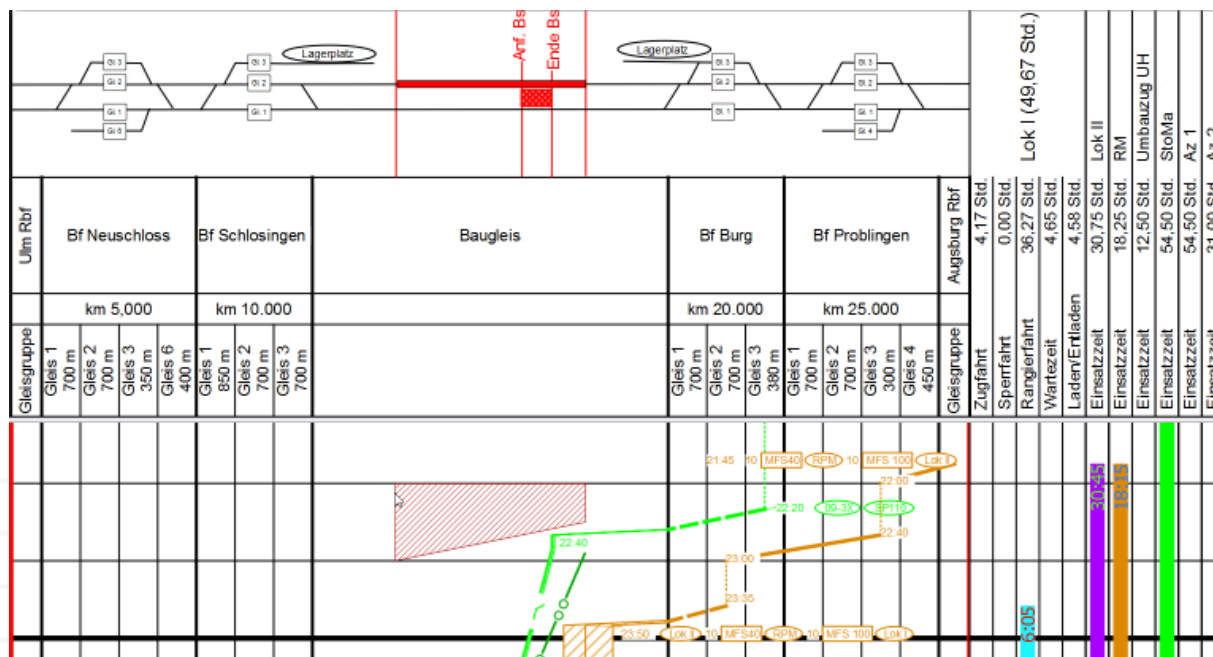 Anf. Bs
Ende Bs
Lagerplatz
Lagerplatz
Gl. 3
Gl. 2
Gl. 1
Gl. 6
Gl. 3
Gl. 2
Gl. 1
Gl. 3
Gl. 2
Gl. 1
Gl. 3
Gl. 2
Gl. 1
Gl. 4
Ulm Rbf
Bf Neuschloss
Bf Schlosingen
Baugleis
Bf Burg
Bf Problingen
Augsburg Rbf
km 5,000
km 10.000
km 20.000
km 25.000
Gleisgruppe
Gleis 1
700 m
Gleis 2
700 m
Gleis 3
350 m
Gleis 6
400 m
Gleis 1
850 m
Gleis 2
700 m
Gleis 3
700 m
Gleis 1
700 m
Gleis 2
700 m
Gleis 3
380 m
Gleis 1
700 m
Gleis 2
700 m
Gleis 3
300 m
Gleis 4
450 m
Gleisgruppe
Zugfahrt 4,17 Std.
Sperrfahrt 0,00 Std.
Rangierfahrt 36,27 Std. Lok I (49,67 Std.)
Wartezeit 4,65 Std.
Laden/Entladen 4,58 Std.
Einsatzzeit 30,75 Std. Lok II
Einsatzzeit 18,25 Std. RM
Einsatzzeit 12,50 Std. Umbauzug UH
Einsatzzeit 54,50 Std. StoMa
Einsatzzeit 54,50 Std. Az 1
Einsatzzeit 31,00 Std. Az 2
21:45 10 MFS40 RPM 10 MFS 100 Lok II
22:00
22:20 09-3X SP110
22:40
22:40
23:00
23:35
23:50 Lok II 10 MFS40 RPM 10 MFS 100 Lok I
6:05
30:45
18:15